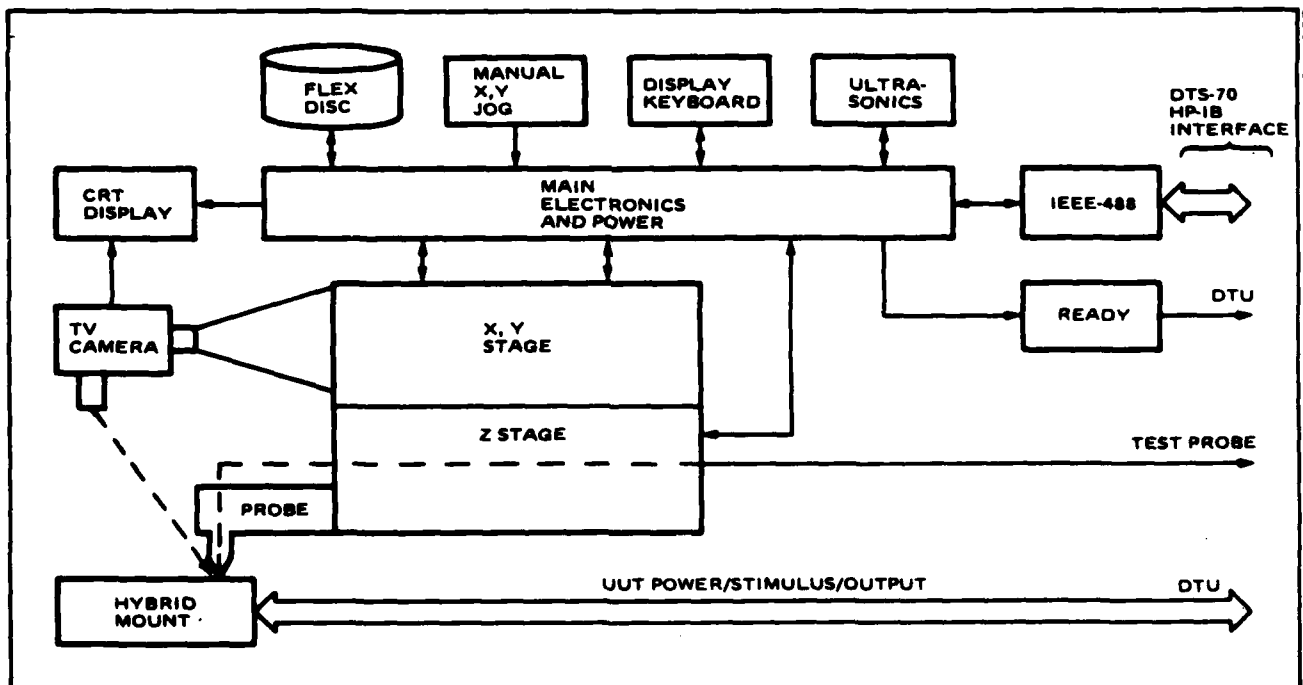 FLEX
DISC
MANUAL
X,Y
JOG
DISPLAY
KEYBOARD
ULTRA-
SONICS
DTS-70
HP-IB
INTERFACE
CRT
DISPLAY
MAIN
ELECTRONICS
AND POWER
IEEE-488
TV
CAMERA
X, Y
STAGE
READY
DTU
Z STAGE
TEST PROBE
PROBE
HYBRID
MOUNT
UUT POWER/STIMULUS/OUTPUT
DTU